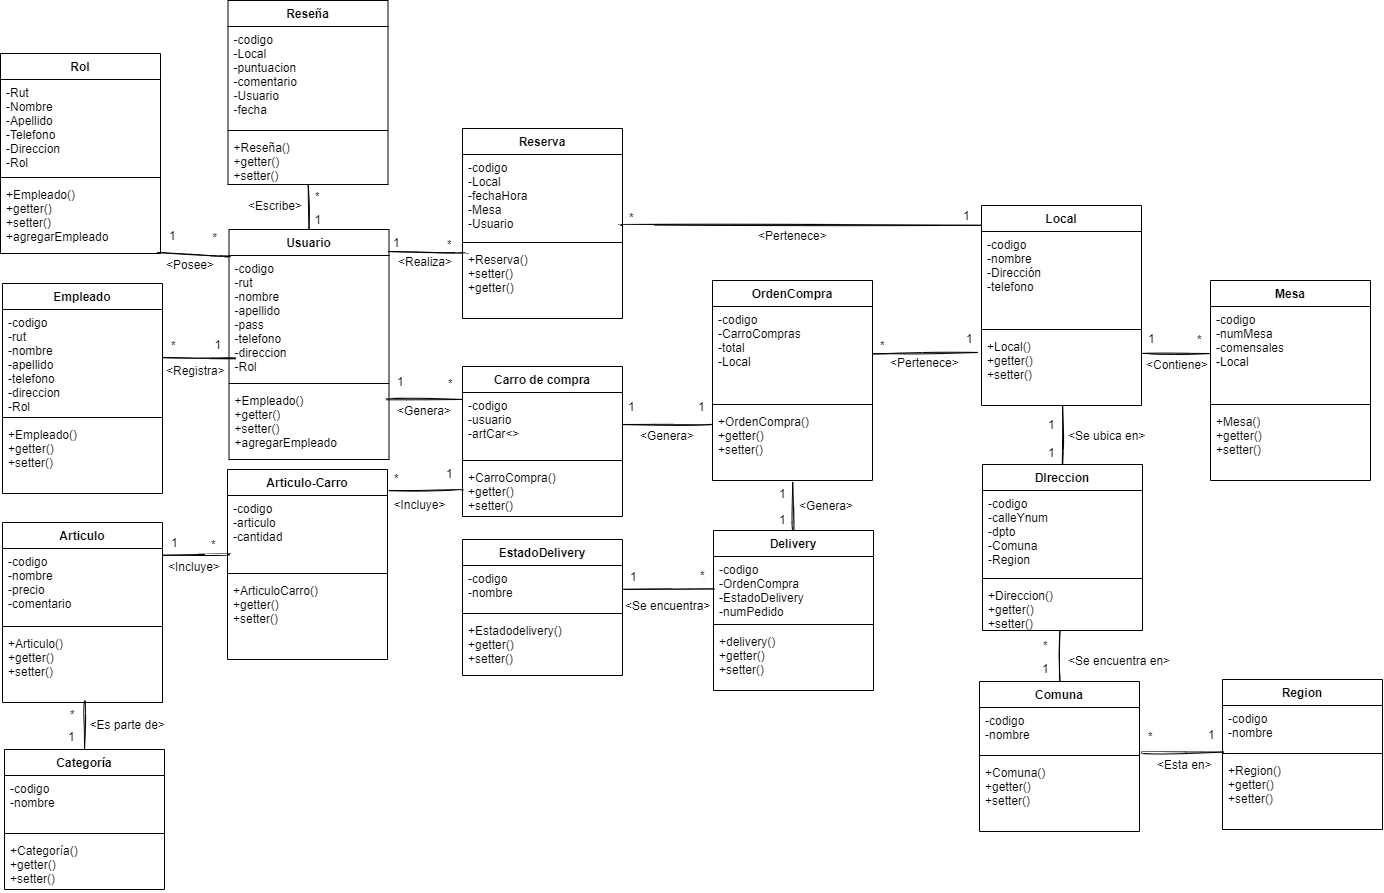 Reseña
-codigo
-Local
-puntuacion
-comentario
-Usuario
-fecha
+Reseña()
+getter()
+setter()
Rol
-Rut
-Nombre
-Apellido
-Telefono
-Direccion
-Rol
+Empleado()
+getter()
+setter()
+agregarEmpleado
Reserva
-codigo
-Local
-fechaHora
-Mesa
-Usuario
+Reserva()
+setter()
+getter()
*
<Escribe>
1
1
*
<Posee>
Usuario
-codigo
-rut
-nombre
-apellido
-pass
-telefono
-direccion
-Rol
+Empleado()
+getter()
+setter()
+agregarEmpleado
1
*
<Realiza>
*
1
<Pertenece>
Local
-codigo
-nombre
-Dirección
-telefono
+Local()
+getter()
+setter()
Empleado
-codigo
-rut
-nombre
-apellido
-telefono
-direccion
-Rol
+Empleado()
+getter()
+setter()
*
1
<Registra>
OrdenCompra
-codigo
-CarroCompras
-total
-Local
+OrdenCompra()
+getter()
+setter()
*
1
<Pertenece>
Mesa
-codigo
-numMesa
-comensales
-Local
+Mesa()
+getter()
+setter()
1
*
<Contiene>
1
*
<Genera>
Carro de compra
-codigo
-usuario
-artCar<>
+CarroCompra()
+getter()
+setter()
1
1
<Genera>
1
<Se ubica en>
1
Articulo-Carro
-codigo
-articulo
-cantidad
+ArticuloCarro()
+getter()
+setter()
*
1
<Incluye>
DIreccion
-codigo
-calleYnum
-dpto
-Comuna
-Region
+Direccion()
+getter()
+setter()
1
<Genera>
1
Articulo
-codigo
-nombre
-precio
-comentario
+Articulo()
+getter()
+setter()
1
*
<Incluye>
EstadoDelivery
-codigo
-nombre
+Estadodelivery()
+getter()
+setter()
1
*
<Se encuentra>
Delivery
-codigo
-OrdenCompra
-EstadoDelivery
-numPedido
+delivery()
+getter()
+setter()
*
<Se encuentra en>
1
*
<Es parte de>
1
Categoría
-codigo
-nombre
+Categoría()
+getter()
+setter()
Comuna
-codigo
-nombre
+Comuna()
+getter()
+setter()
*
1
<Esta en>
Region
-codigo
-nombre
+Region()
+getter()
+setter()